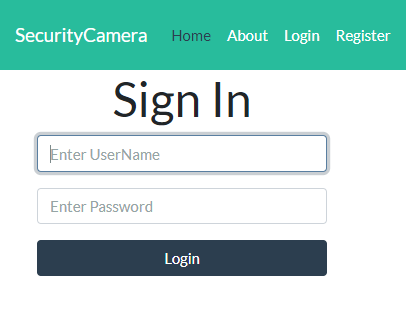 SecurityCamera Home About Login Register
Sign In
Enter UserName
Enter Password
Login